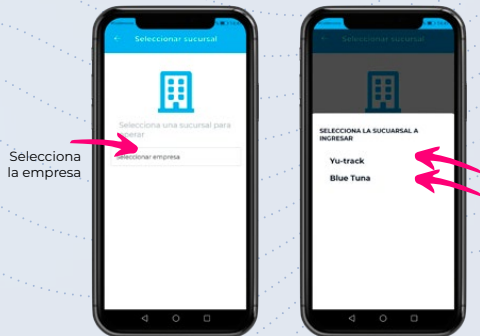 Seleccionar sucursal
Selecciona una sucursal para
operar
Seleccionar empresa
Selecciona
la empresa
Seleccionar sucursal
SELECCIONA LA SUCUARSAL A
INGRESAR
Yu-track
Blue Tuna